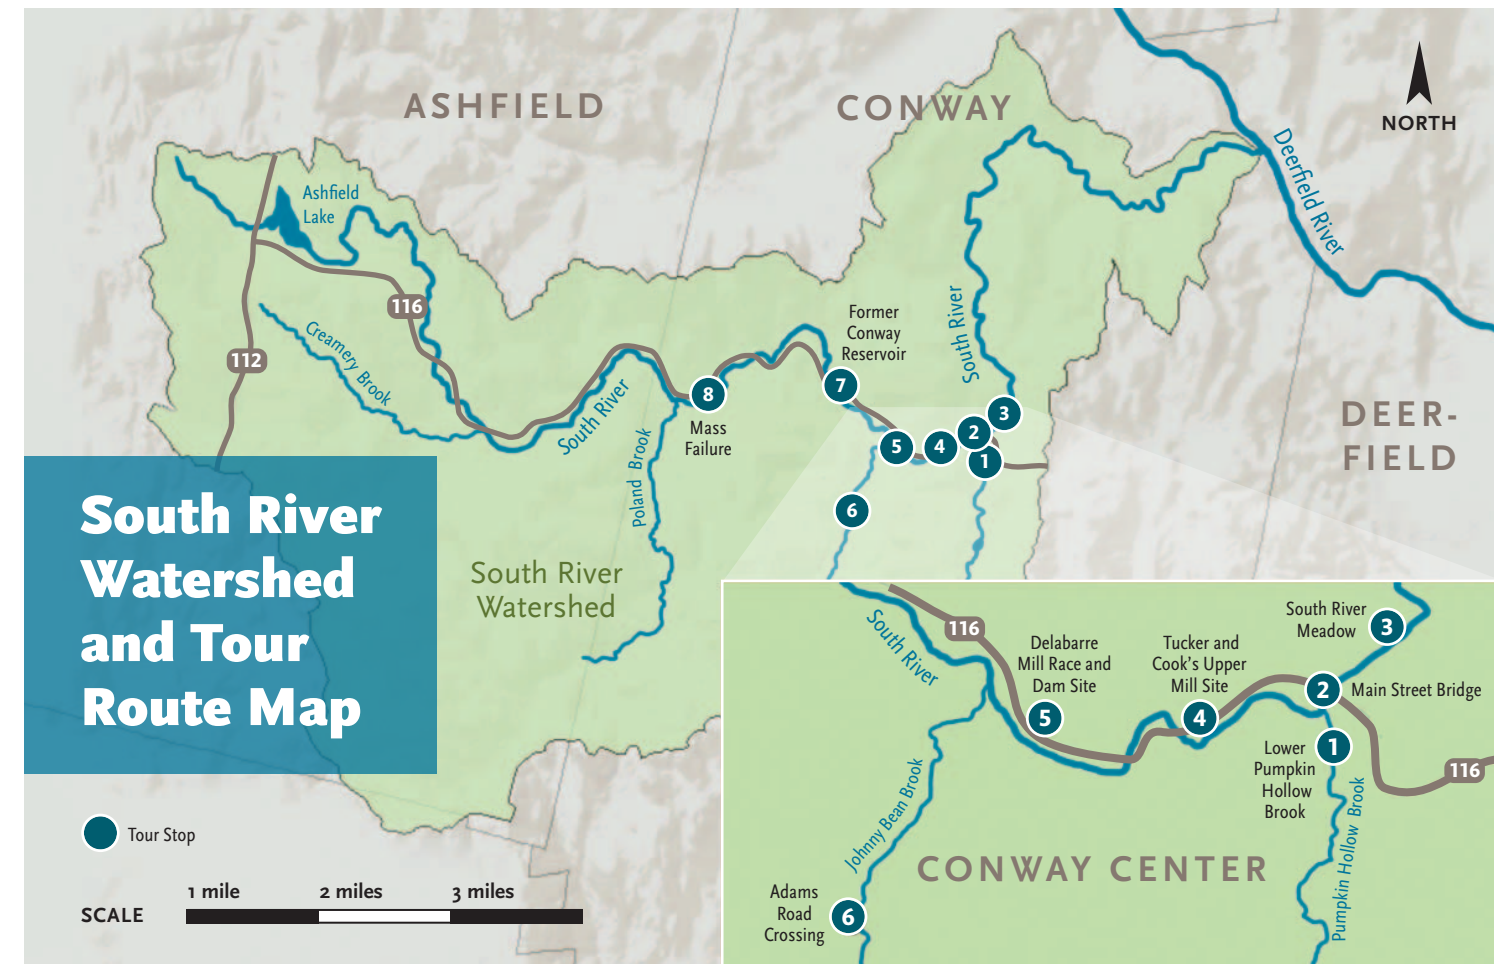 ASHFIELD
CONWAY
NORTH
Deerfield River
Ashfield
Lake
116
112
Creamery Brook
South River
Poland Brook
8
Mass
Failure
Former
Conway
Reservoir
7
South River
3
2
1
4
5
6
DEER-
FIELD
South River
Watershed
and Tour
Route Map
South River
Watershed
Tour Stop
SCALE
1 mile
2 miles
3 miles
South River
116
Delabarre
Mill Race and
Dam Site
5
Tucker and
Cook's Upper
Mill Site
4
South River
Meadow
3
2
Main Street Bridge
Lower
Pumpkin
Hollow
Brook
1
116
Pumpkin Hollow Brook
Johnny Bean Brook
CONWAY CENTER
Adams
Road
Crossing
6